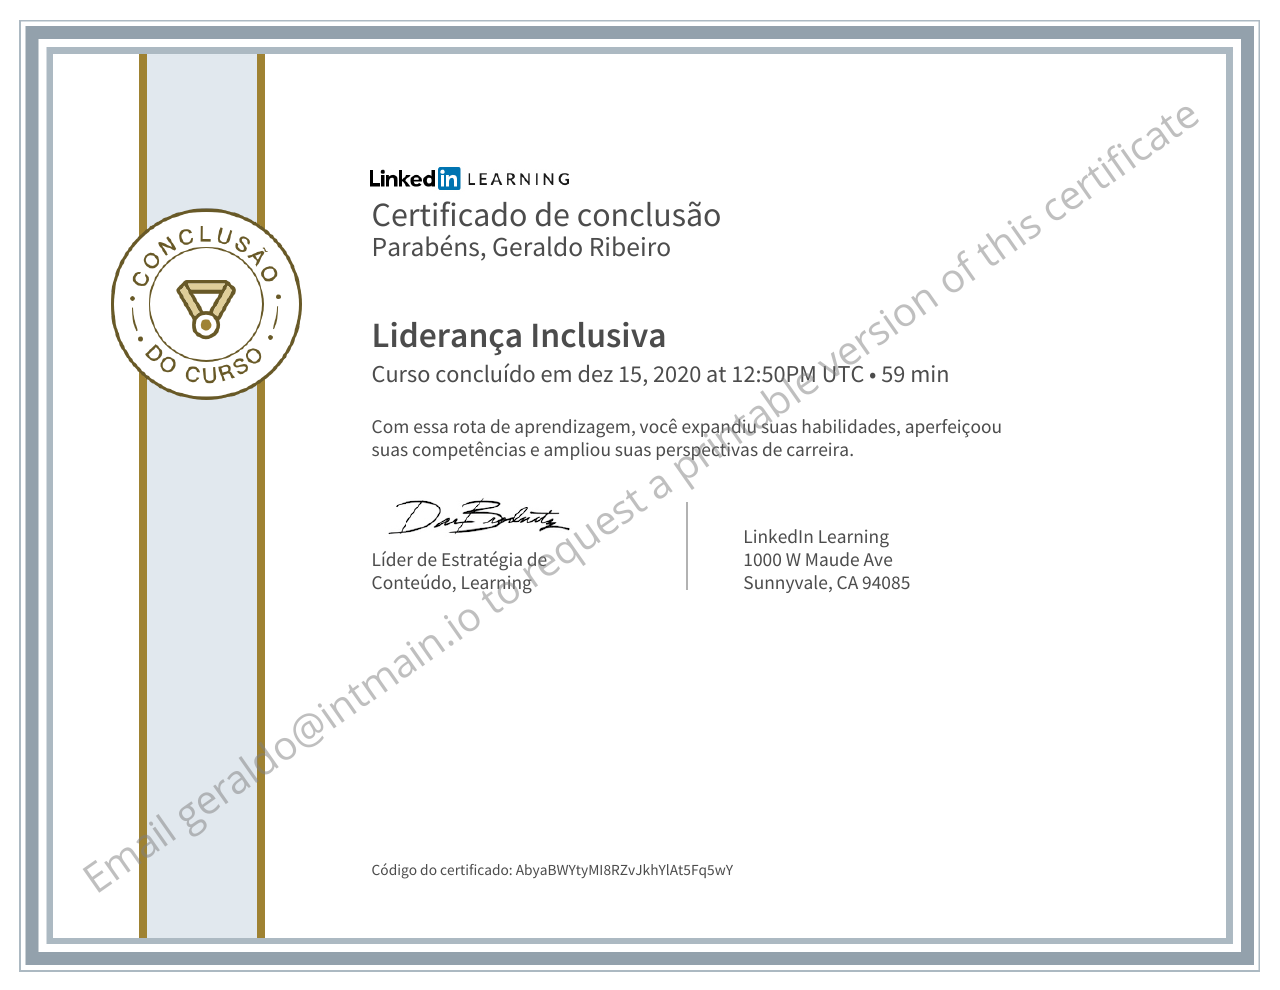 LinkedIn LEARNING
Certificado de conclusão
Parabéns, Geraldo Ribeiro
CONCLUSÃO
DO CURSO
Liderança Inclusiva
Curso concluído em dez 15, 2020 at 12:50PM UTC • 59 min
Com essa rota de aprendizagem, você expandiu suas habilidades, aperfeiçoou
suas competências e ampliou suas perspectivas de carreira.
Líder de Estratégia de
Conteúdo, Learning
LinkedIn Learning
1000 W Maude Ave
Sunnyvale, CA 94085
Código do certificado: AbyaBWYtyMI8RZvJkhYlAt5Fq5wY
Email geraldo@intmain.io to request a printable version of this certificate